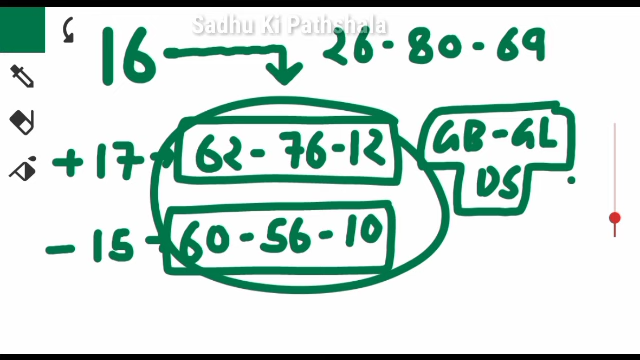 Sadhu Ki Pathshala
16 26-80-69
+17→ 62-76-12 GB-GL
DS
-15→ 60-56-10